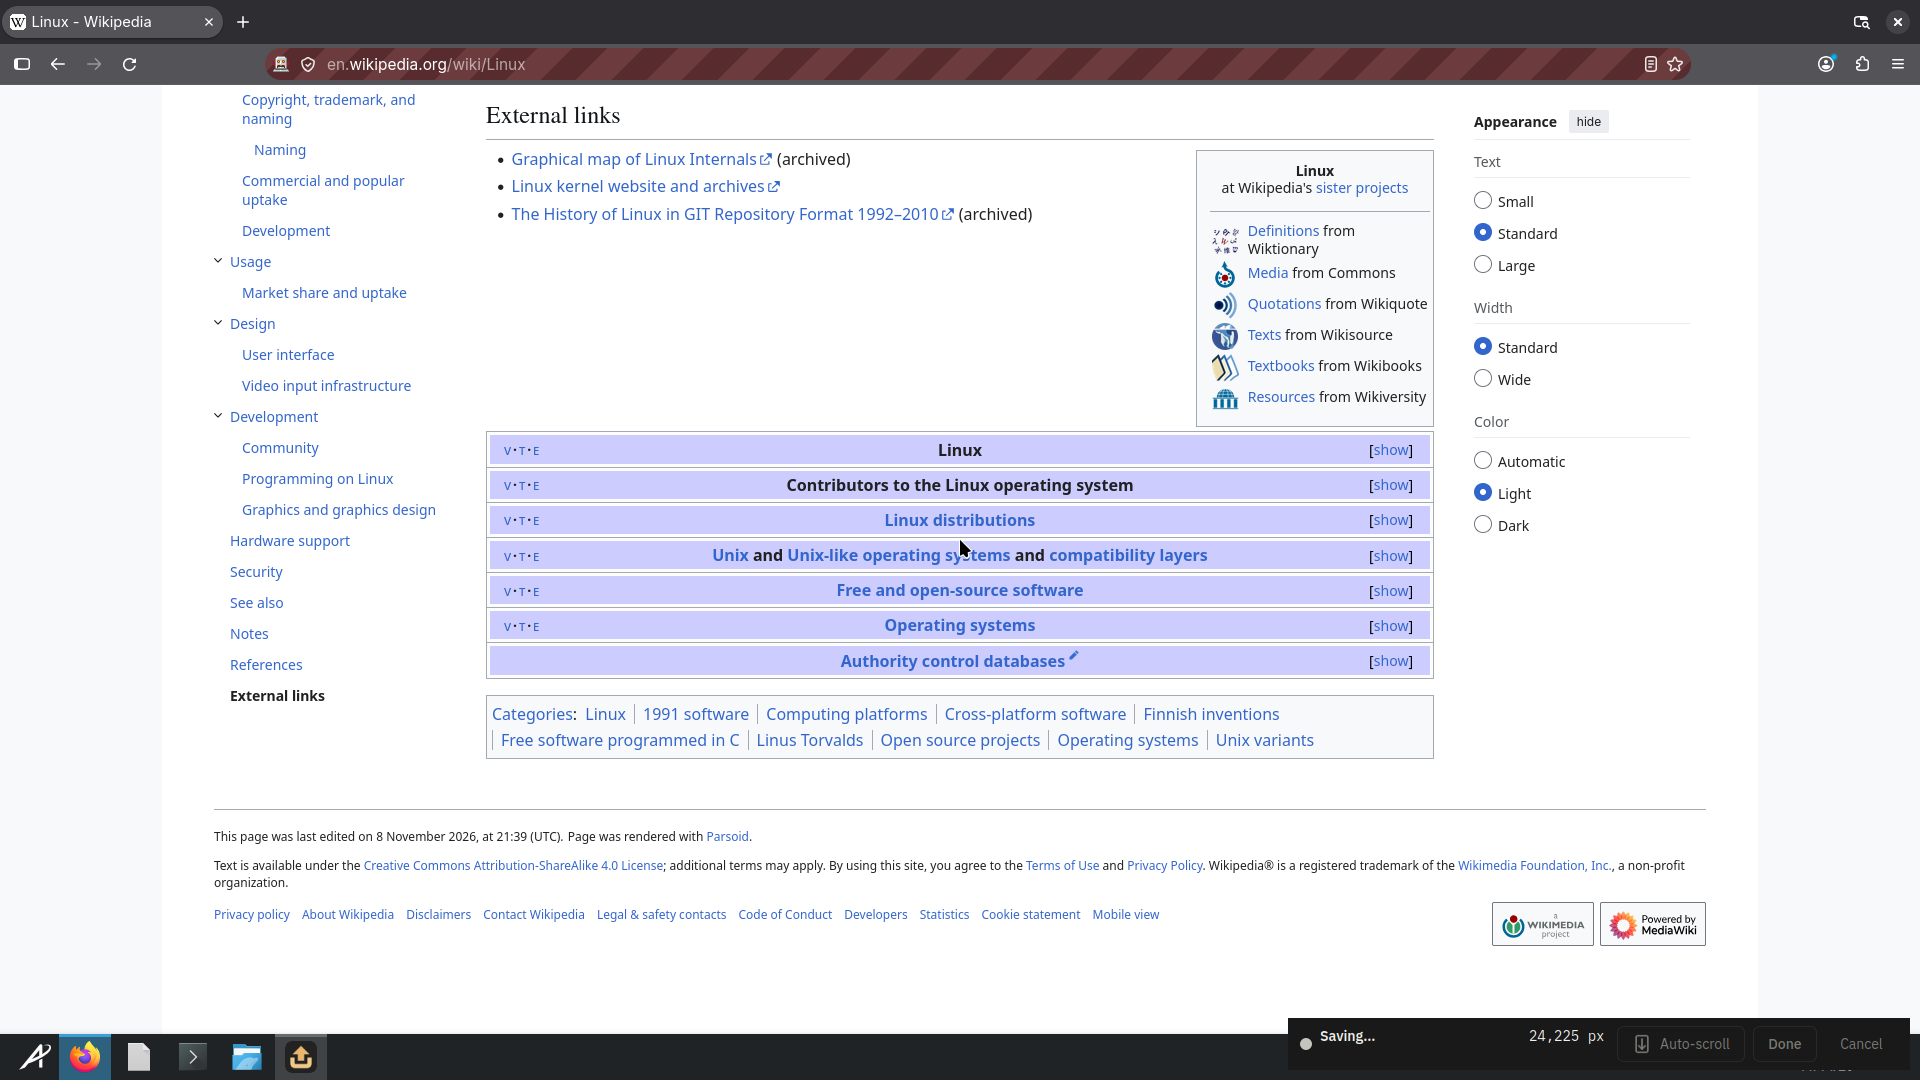 Linux - Wikipedia
en.wikipedia.org/wiki/Linux
Copyright, trademark, and
naming
Naming
Commercial and popular
uptake
Development
Usage
Market share and uptake
Design
User interface
Video input infrastructure
Development
Community
Programming on Linux
Graphics and graphics design
Hardware support
Security
See also
Notes
References
External links
External links
Graphical map of Linux Internals (archived)
Linux kernel website and archives
The History of Linux in GIT Repository Format 1992–2010 (archived)
Linux
at Wikipedia's sister projects
Definitions from
Wiktionary
Media from Commons
Quotations from Wikiquote
Texts from Wikisource
Textbooks from Wikibooks
Resources from Wikiversity
V·T·E Linux [show]
V·T·E Contributors to the Linux operating system [show]
V·T·E Linux distributions [show]
V·T·E Unix and Unix-like operating systems and compatibility layers [show]
V·T·E Free and open-source software [show]
V·T·E Operating systems [show]
Authority control databases [show]
Categories: Linux | 1991 software | Computing platforms | Cross-platform software | Finnish inventions
| Free software programmed in C | Linus Torvalds | Open source projects | Operating systems | Unix variants
Appearance hide
Text
Small
Standard
Large
Width
Standard
Wide
Color
Automatic
Light
Dark
This page was last edited on 8 November 2026, at 21:39 (UTC). Page was rendered with Parsoid.
Text is available under the Creative Commons Attribution-ShareAlike 4.0 License; additional terms may apply. By using this site, you agree to the Terms of Use and Privacy Policy. Wikipedia® is a registered trademark of the Wikimedia Foundation, Inc., a non-profit
organization.
Privacy policy About Wikipedia Disclaimers Contact Wikipedia Legal & safety contacts Code of Conduct Developers Statistics Cookie statement Mobile view
a
WIKIMEDIA
project
Powered by
MediaWiki
Saving... 24,225 px Auto-scroll Done Cancel